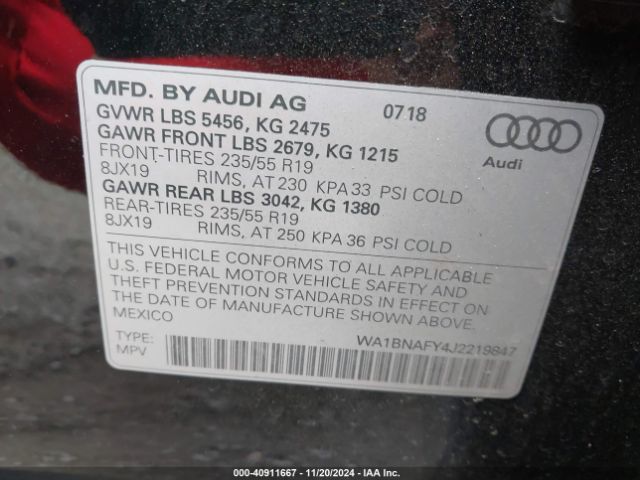 MFD. BY AUDI AG 07.18
GVWR LBS 5456, KG 2475
GAWR FRONT LBS 2679, KG 1215
FRONT-TIRES 235/55 R19
8JX19 RIMS, AT 230 KPA 33 PSI COLD
GAWR REAR LBS 3042, KG 1380
REAR-TIRES 235/55 R19
8JX19 RIMS, AT 250 KPA 36 PSI COLD
Audi
THIS VEHICLE CONFORMS TO ALL APPLICABLE
U.S. FEDERAL MOTOR VEHICLE SAFETY AND
THEFT PREVENTION STANDARDS IN EFFECT ON
THE DATE OF MANUFACTURE SHOWN ABOVE.
MEXICO
TYPE: WA1BNAFY4J2219847
MPV
000-40911667 - 11/20/2024 - IAA Inc.